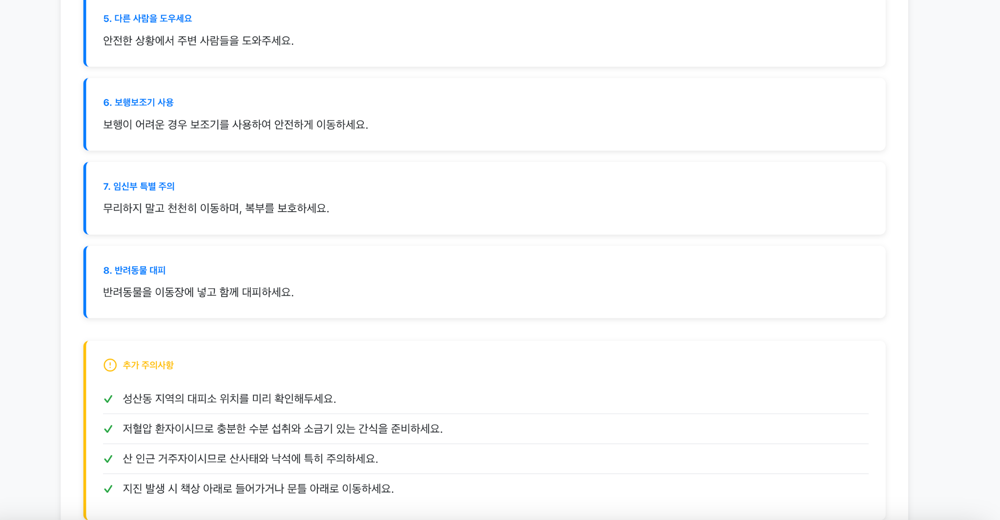 5. 다른 사람을 도우세요
안전한 상황에서 주변 사람들을 도와주세요.
6. 보행보조기 사용
보행이 어려운 경우 보조기를 사용하여 안전하게 이동하세요.
7. 임신부 특별 주의
무리하지 말고 천천히 이동하며, 복부를 보호하세요.
8. 반려동물 대피
반려동물을 이동장에 넣고 함께 대피하세요.
추가 주의사항
성산동 지역의 대피소 위치를 미리 확인해두세요.
저혈압 환자이시므로 충분한 수분 섭취와 소금기 있는 간식을 준비하세요.
산 인근 거주자이시므로 산사태와 낙석에 특히 주의하세요.
지진 발생 시 책상 아래로 들어가거나 문틀 아래로 이동하세요.